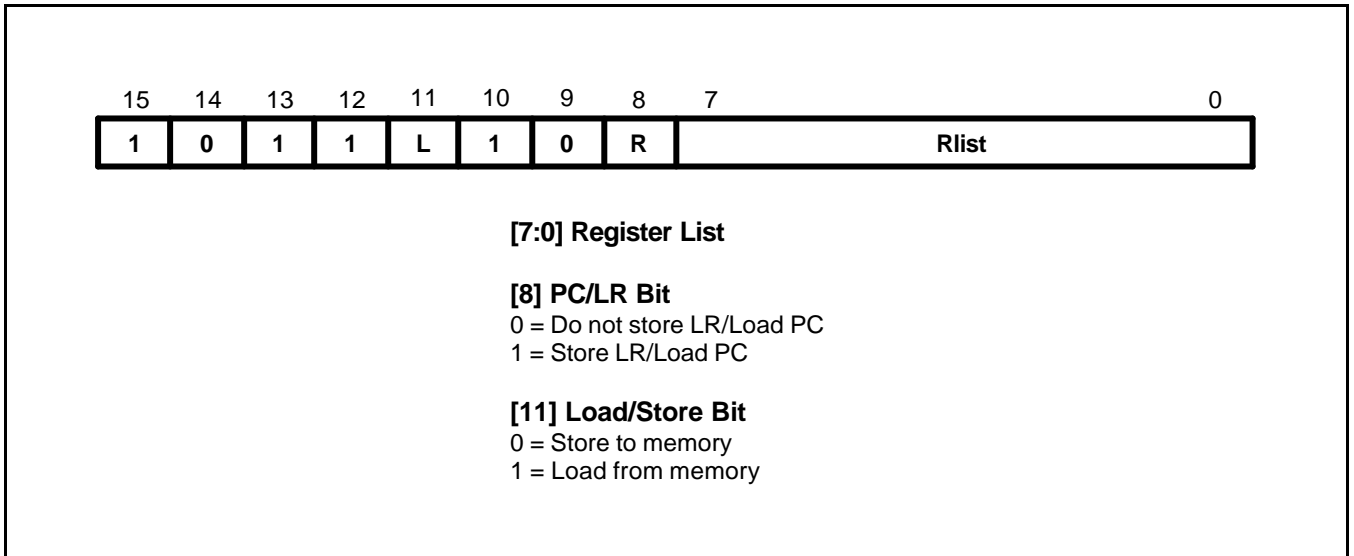 15 14 13 12 11 10 9 8 7 0
1 0 1 1 L 1 0 R Rlist
[7:0] Register List
[8] PC/LR Bit
0 = Do not store LR/Load PC
1 = Store LR/Load PC
[11] Load/Store Bit
0 = Store to memory
1 = Load from memory